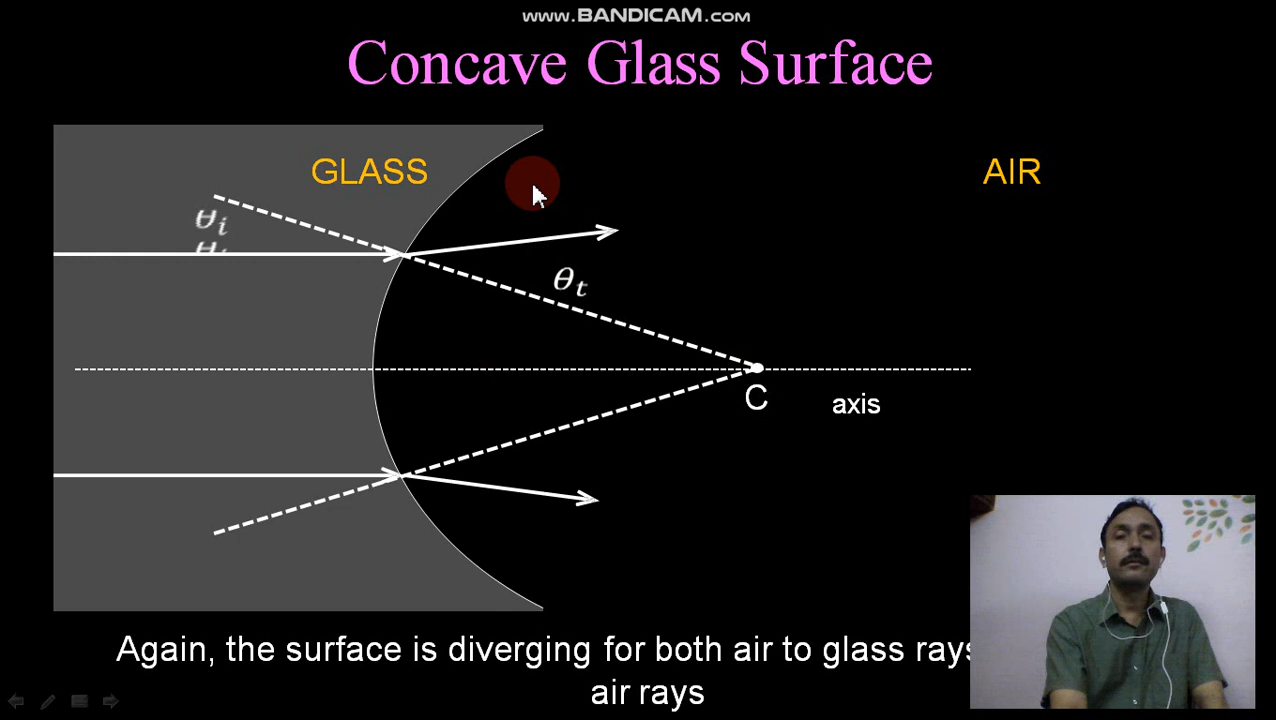 www.BANDICAM.com
Concave Glass Surface
GLASS
AIR
θi
θt
C
axis
Again, the surface is diverging for both air to glass rays
air rays